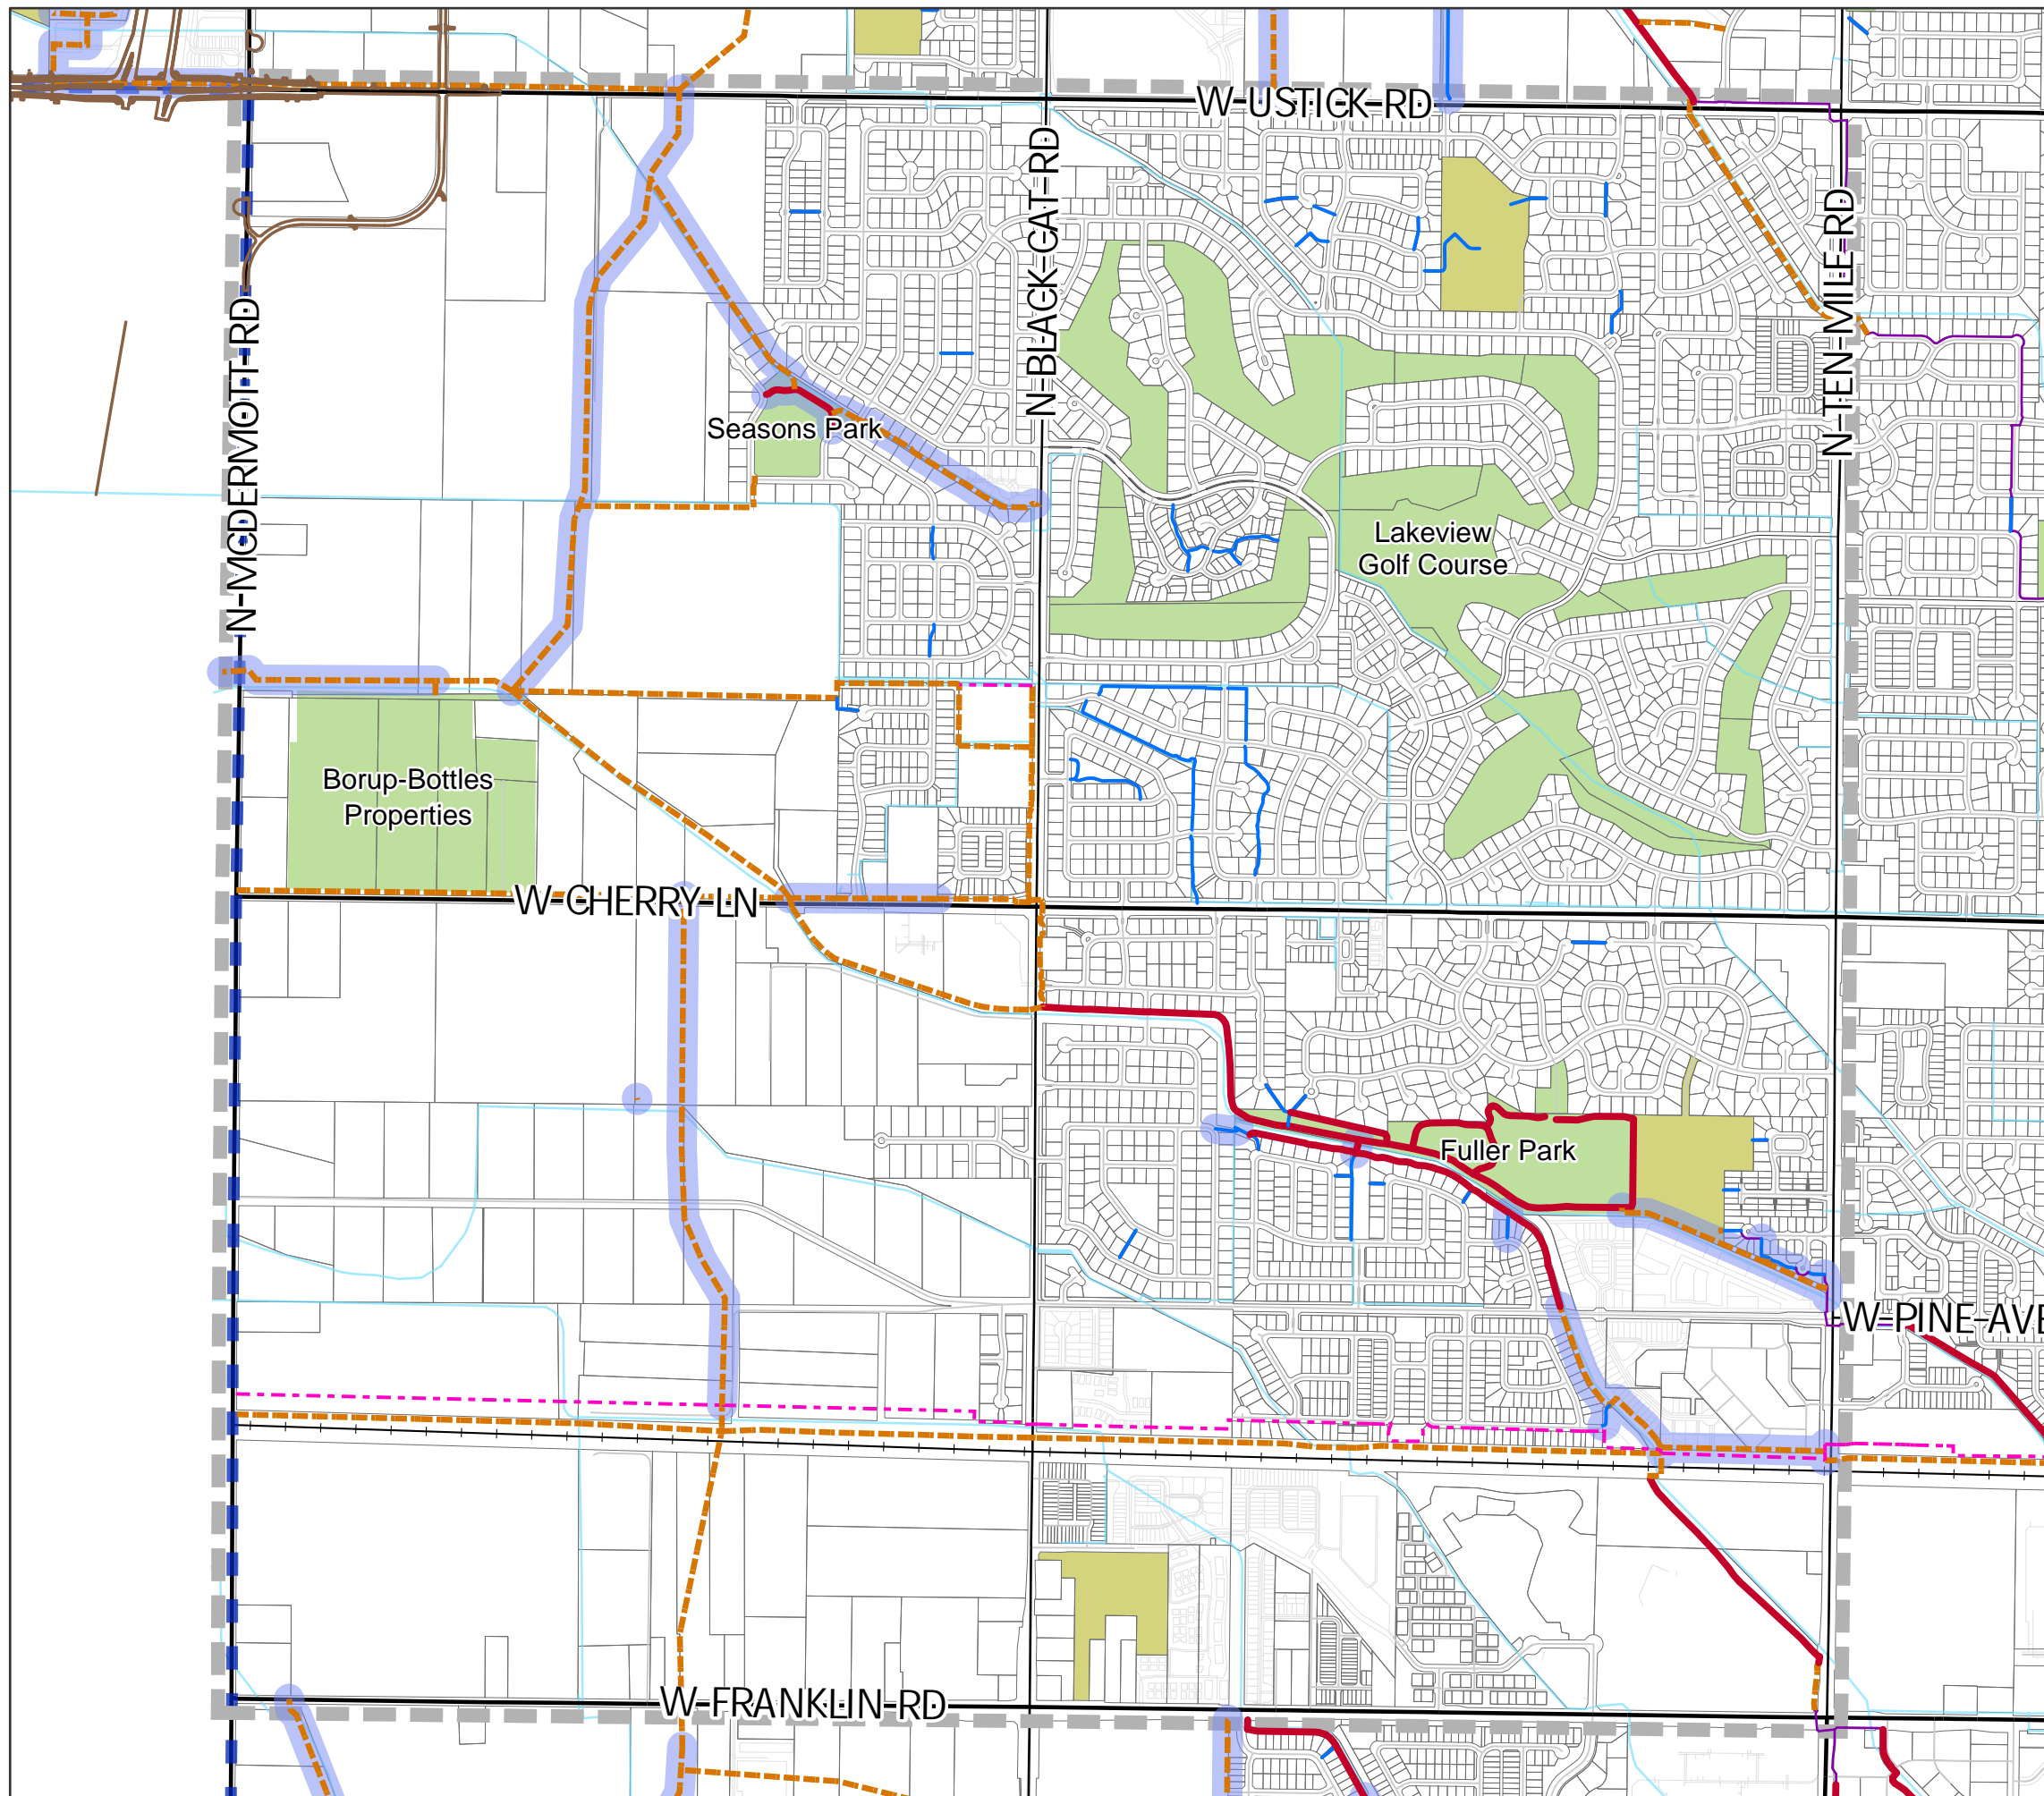 W USTICK RD
N BLACK CAT RD
N TEN MILE RD
N MCDERMOTT RD
Seasons Park
Lakeview
Golf Course
Borup-Bottles
Properties
W CHERRY LN
Fuller Park
W PINE AVE
W FRANKLIN RD